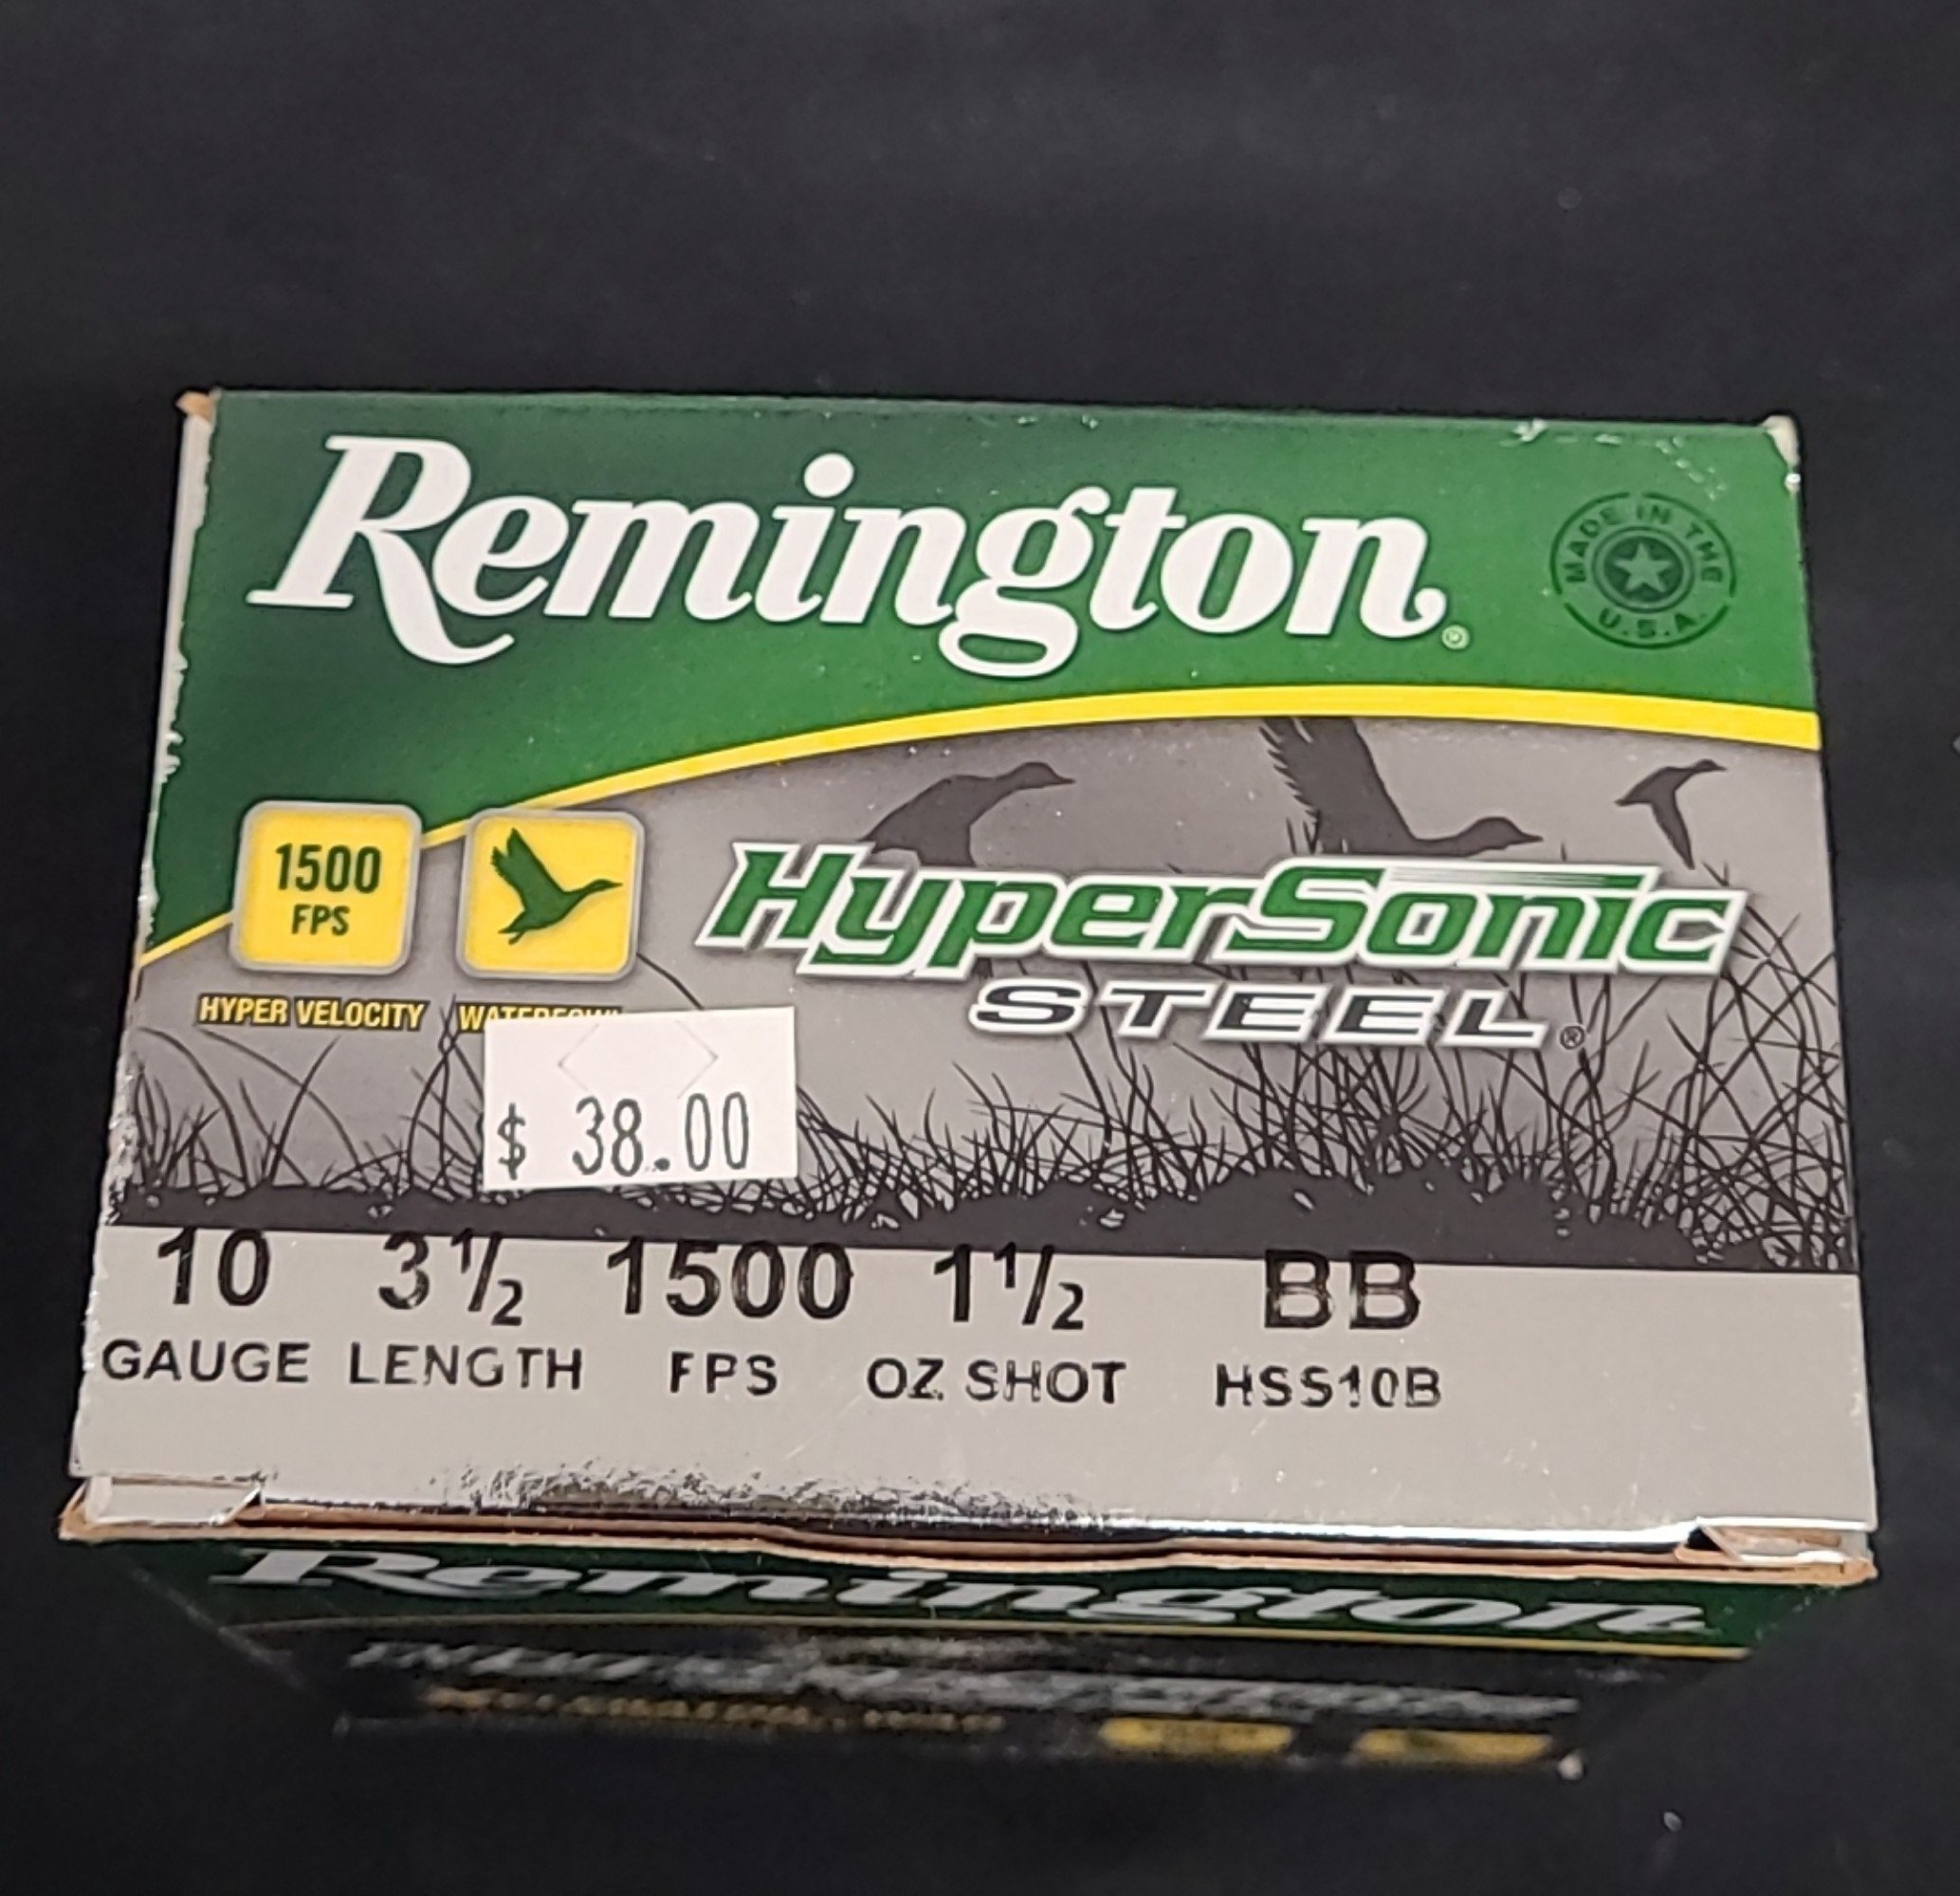 Remington®
MADE IN THE U.S.A.
1500
FPS
HYPER VELOCITY
HyperSonic
STEEL®
$ 38.00
10 3½ 1500 1½ BB
GAUGE LENGTH FPS OZ. SHOT HSS10B
Remington